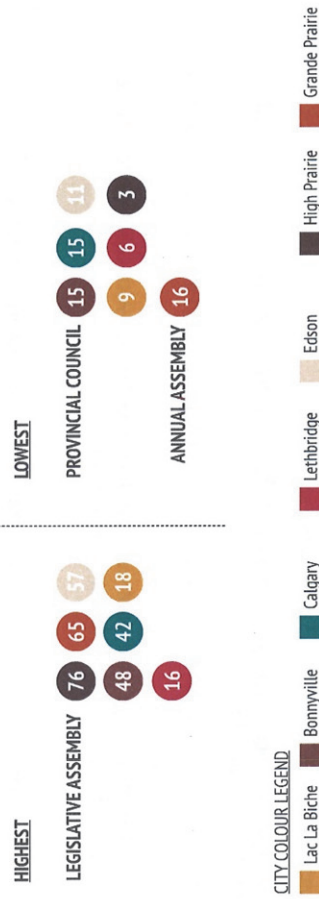 HIGHEST
LEGISLATIVE ASSEMBLY
76 65 57
48 42 18
16
LOWEST
PROVINCIAL COUNCIL
15 15 11
9 6 3
ANNUAL ASSEMBLY
16
CITY COLOUR LEGEND
Lac La Biche Bonnyville Calgary Lethbridge Edson High Prairie Grande Prairie